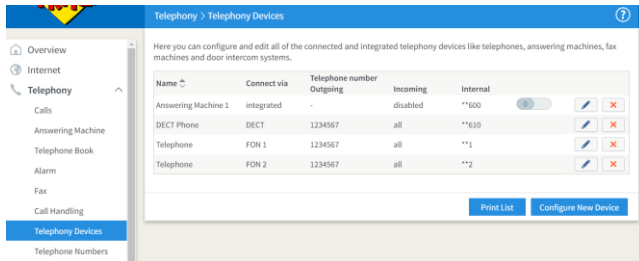 Telephony > Telephony Devices
?
Overview
Internet
Telephony
Calls
Answering Machine
Telephone Book
Alarm
Fax
Call Handling
Telephony Devices
Telephone Numbers
Here you can configure and edit all of the connected and integrated telephony devices like telephones, answering machines, fax
machines and door intercom systems.
Name Connect via Telephone number Outgoing Incoming Internal
Answering Machine 1 integrated - disabled **600
DECT Phone DECT 1234567 all **610
Telephone FON 1 1234567 all **1
Telephone FON 2 1234567 all **2
Print List Configure New Device